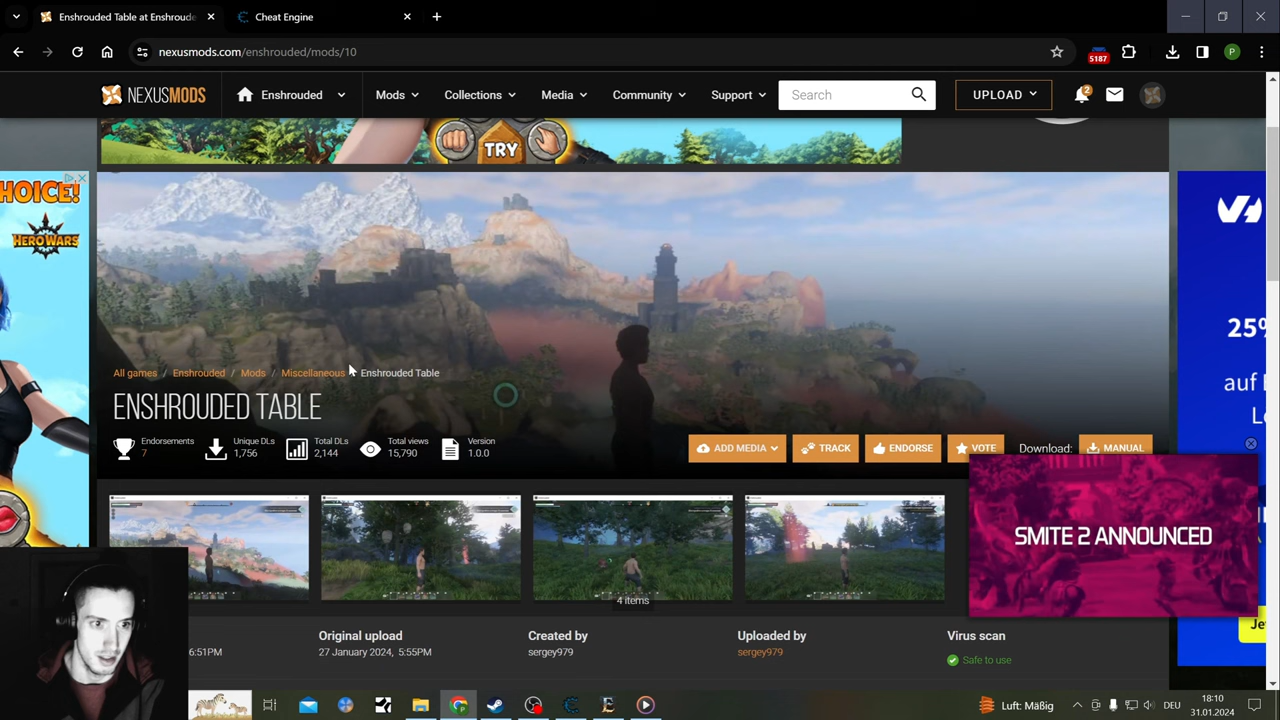 Enshrouded Table at Enshroude
Cheat Engine
nexusmods.com/enshrouded/mods/10
5187
P
NEXUSMODS
Enshrouded
Mods
Collections
Media
Community
Support
Search
UPLOAD
2
TRY
HOICE!
HEROWARS
25%
auf
All games / Enshrouded / Mods / Miscellaneous / Enshrouded Table
ENSHROUDED TABLE
Endorsements
7
Unique DLs
1,756
Total DLs
2,144
Total views
15,790
Version
1.0.0
ADD MEDIA
TRACK
ENDORSE
VOTE
Download:
MANUAL
SMITE 2 ANNOUNCED
4 items
6:51PM
Original upload
27 January 2024, 5:55PM
Created by
sergey979
Uploaded by
sergey979
Virus scan
Safe to use
Luft: Mäßig
DEU
18:10
31.01.2024